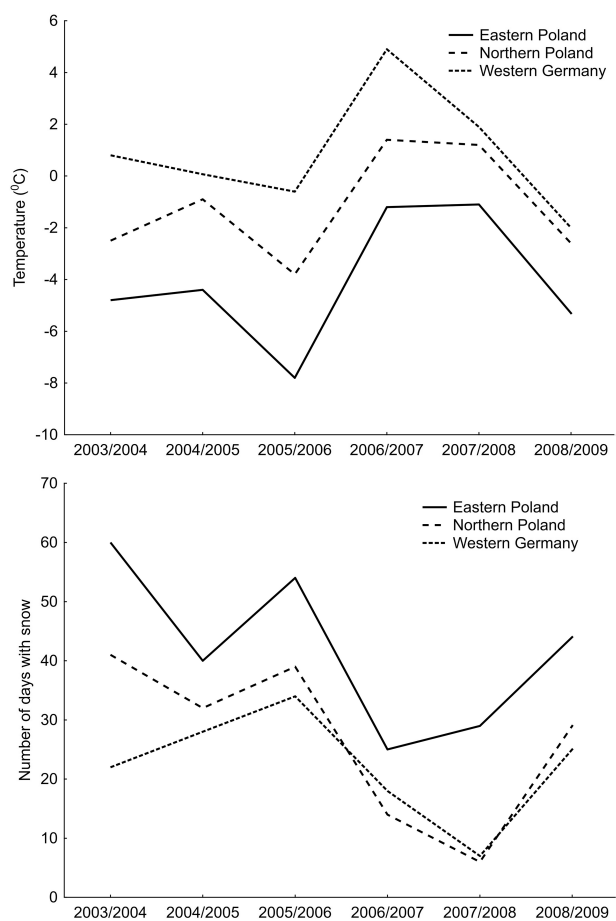 6
4
2
0
-2
-4
-6
-8
-10
Temperature (⁰C)
Eastern Poland
Northern Poland
Western Germany
2003/2004 2004/2005 2005/2006 2006/2007 2007/2008 2008/2009
70
60
50
40
30
20
10
0
Number of days with snow
Eastern Poland
Northern Poland
Western Germany
2003/2004 2004/2005 2005/2006 2006/2007 2007/2008 2008/2009